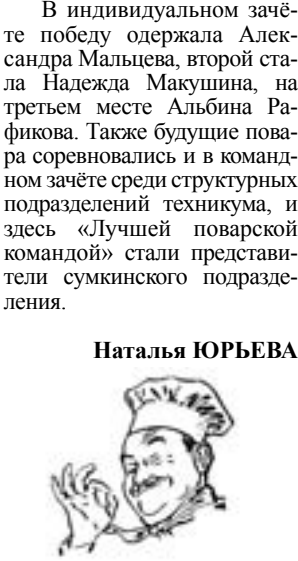 В индивидуальном зачё-
те победу одержала Алек-
сандра Мальцева, второй ста-
ла Надежда Макушина, на
третьем месте Альбина Ра-
фикова. Также будущие пова-
ра соревновались и в команд-
ном зачёте среди структурных
подразделений техникума, и
здесь «Лучшей поварской
командой» стали представи-
тели сумкинского подразде-
ления.
Наталья ЮРЬЕВА